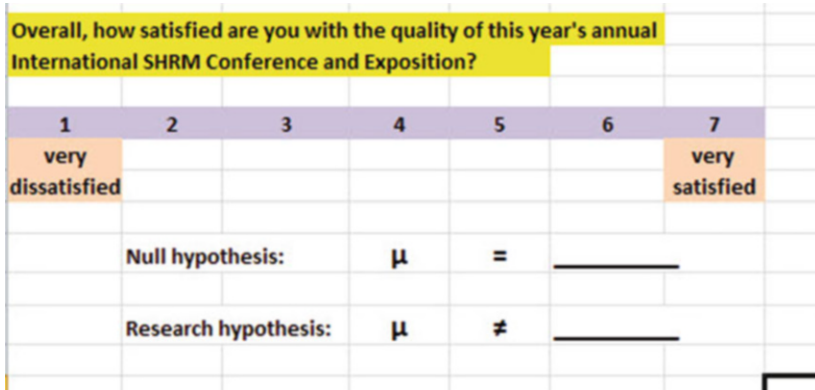 Overall, how satisfied are you with the quality of this year's annual
International SHRM Conference and Exposition?
1 2 3 4 5 6 7
very very
dissatisfied satisfied
Null hypothesis: μ =
Research hypothesis: μ ≠